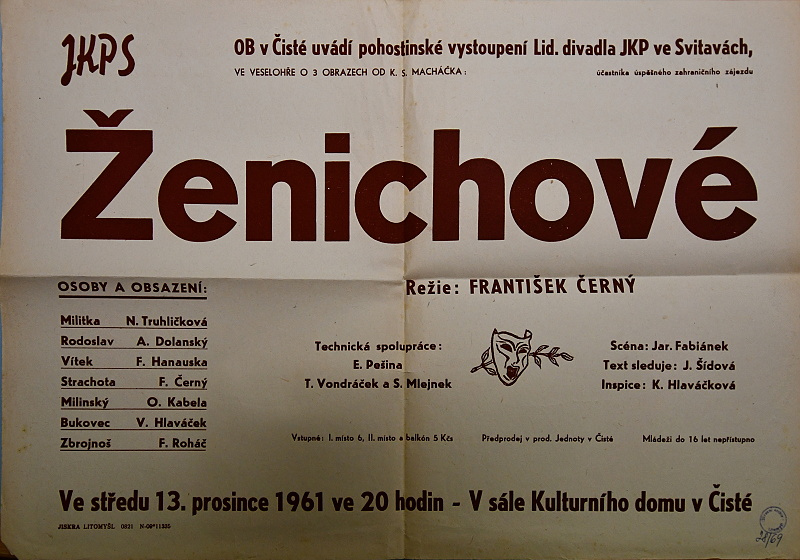 JKPS
OB v Čisté uvádí pohostinské vystoupení Lid. divadla JKP ve Svitavách,
VE VESELOHŘE O 3 OBRAZECH OD K. S. MACHÁČKA:
účastníka úspěšného zahraničního zájezdu
Ženichové
OSOBY A OBSAZENÍ:
Režie: FRANTIŠEK ČERNÝ
Militka N. Truhličková
Rodoslav A. Dolanský
Vítek F. Hanauska
Strachota F. Černý
Milinský O. Kabela
Bukovec V. Hlaváček
Zbrojnoš F. Roháč
Technická spolupráce:
E. Pešina
T. Vondráček a S. Mlejnek
Scéna: Jar. Fabiánek
Text sleduje: J. Šídová
Inspice: K. Hlaváčková
Vstupné: I. místo 6, II. místo a balkón 5 Kčs
Předprodej v prod. Jednoty v Čisté
Mládeži do 16 let nepřístupno
Ve středu 13. prosince 1961 ve 20 hodin - V sále Kulturního domu v Čisté
JISKRA LITOMYŠL 0821 N-09*11335